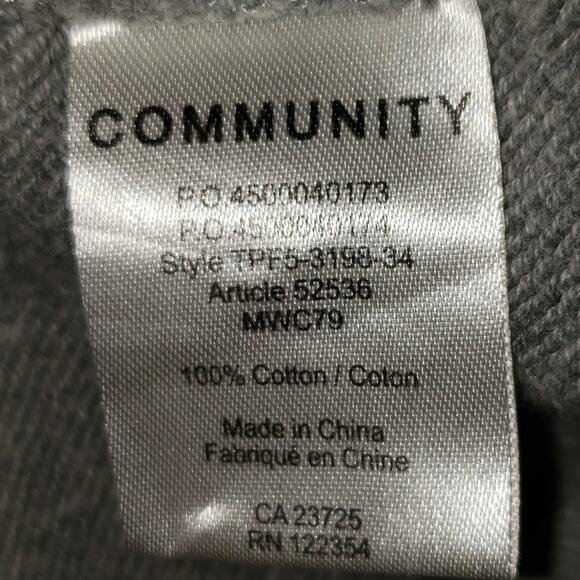 COMMUNITY
P.O.4500040173
P.O.4500040174
Style TPF5-3198-34
Article 52536
MWC79
100% Cotton / Coton
Made in China
Fabriqué en Chine
CA 23725
RN 122354